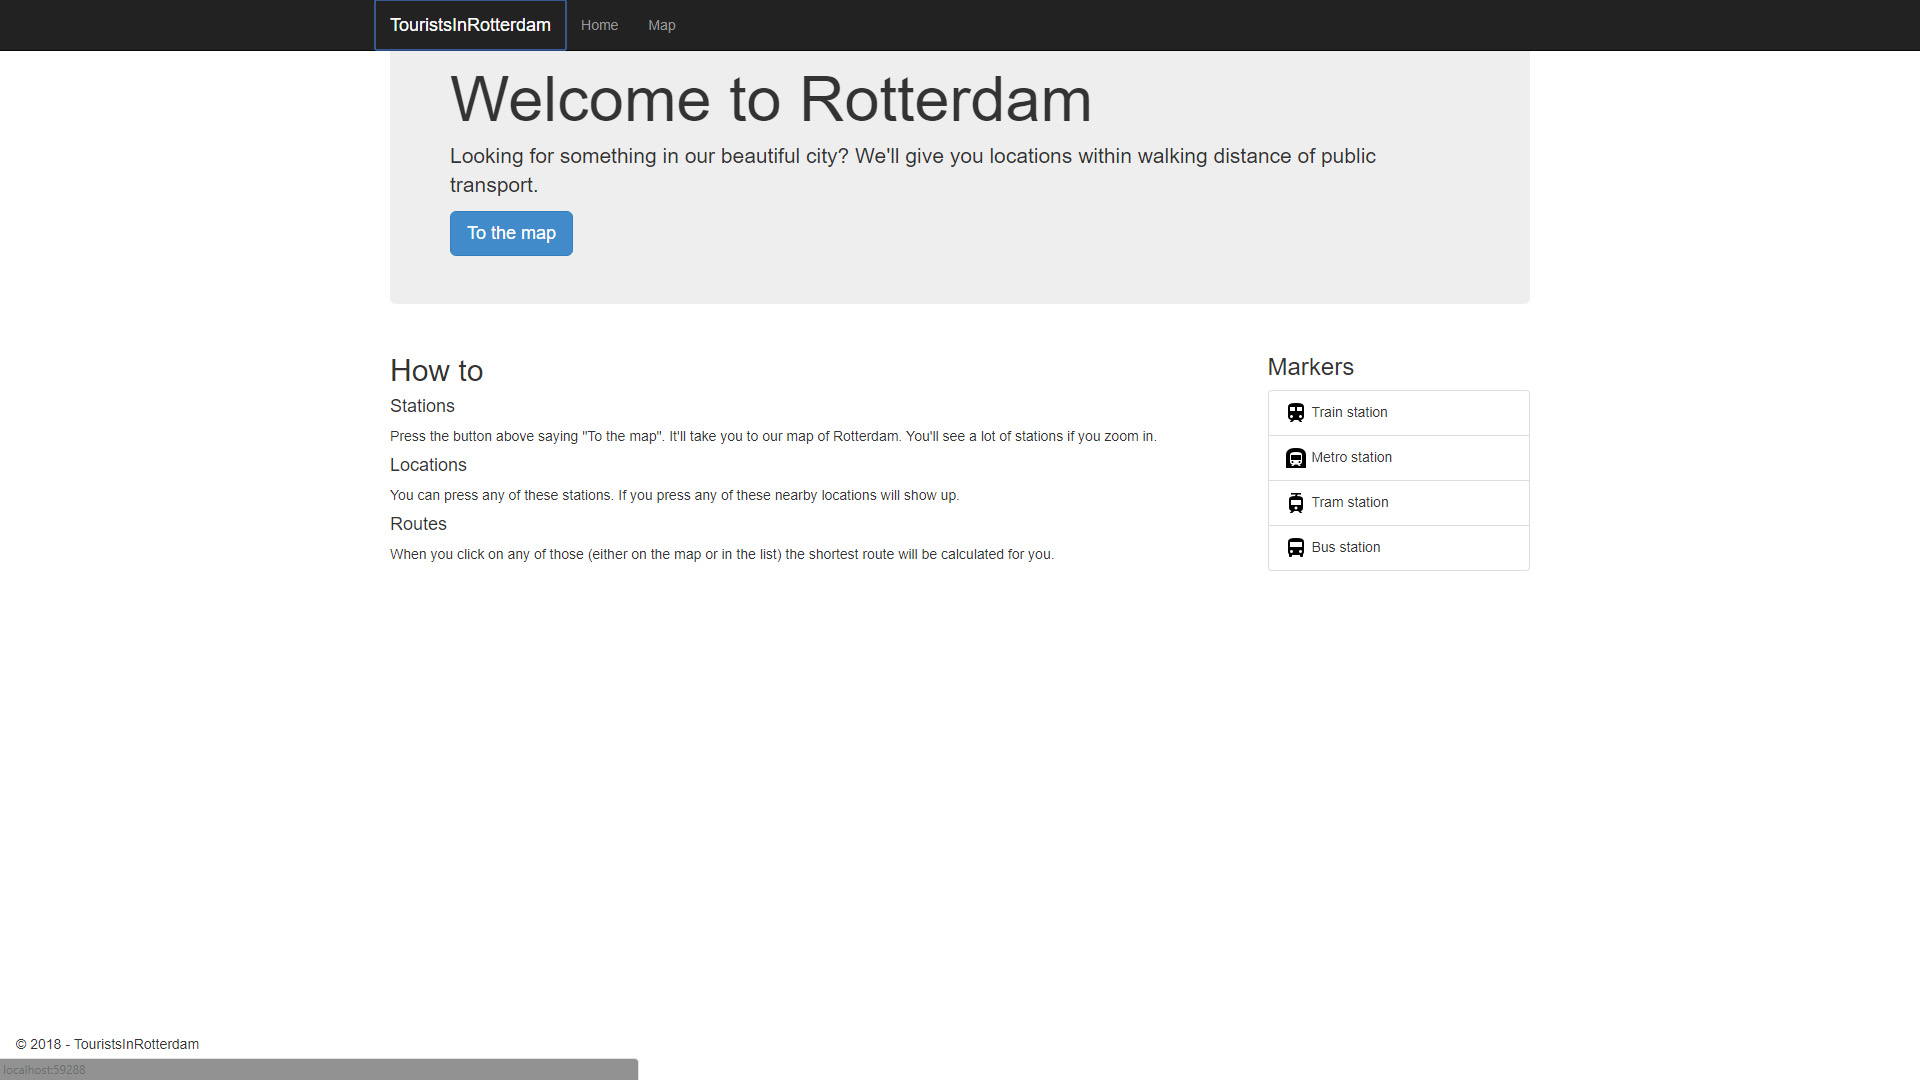 TouristsInRotterdam Home Map
Welcome to Rotterdam
Looking for something in our beautiful city? We'll give you locations within walking distance of public
transport.
To the map
How to
Stations
Press the button above saying "To the map". It'll take you to our map of Rotterdam. You'll see a lot of stations if you zoom in.
Locations
You can press any of these stations. If you press any of these nearby locations will show up.
Routes
When you click on any of those (either on the map or in the list) the shortest route will be calculated for you.
Markers
Train station
Metro station
Tram station
Bus station
© 2018 - TouristsInRotterdam
localhost:59288